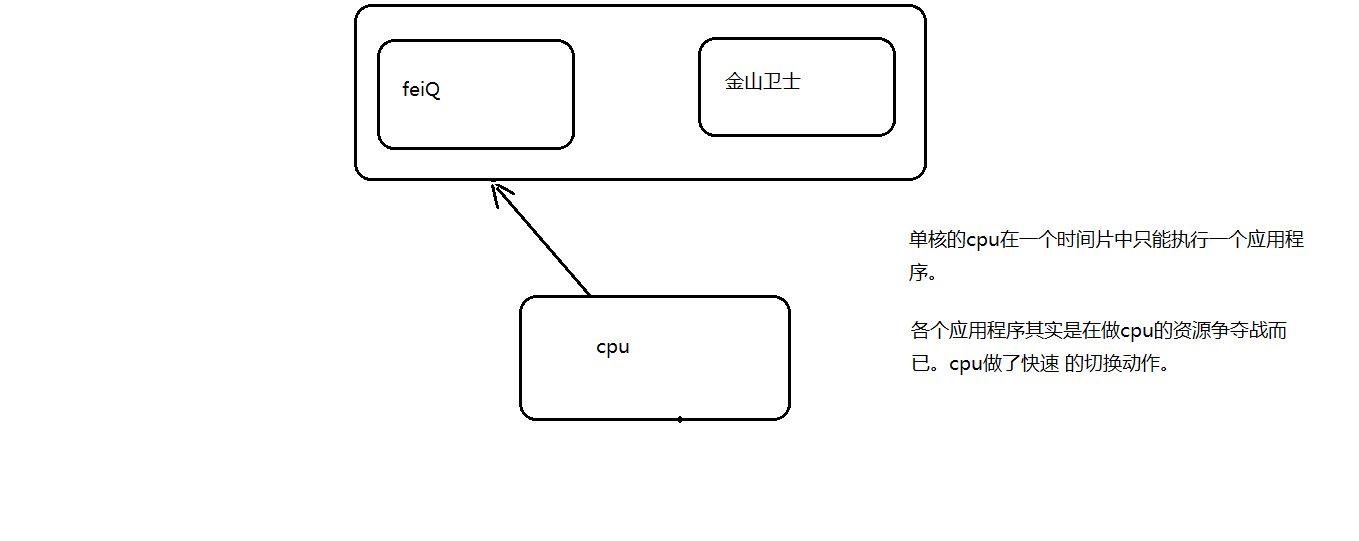 feiQ
金山卫士
单核的cpu在一个时间片中只能执行一个应用程
序。
各个应用程序其实是在做cpu的资源争夺战而
已。cpu做了快速 的切换动作。
cpu